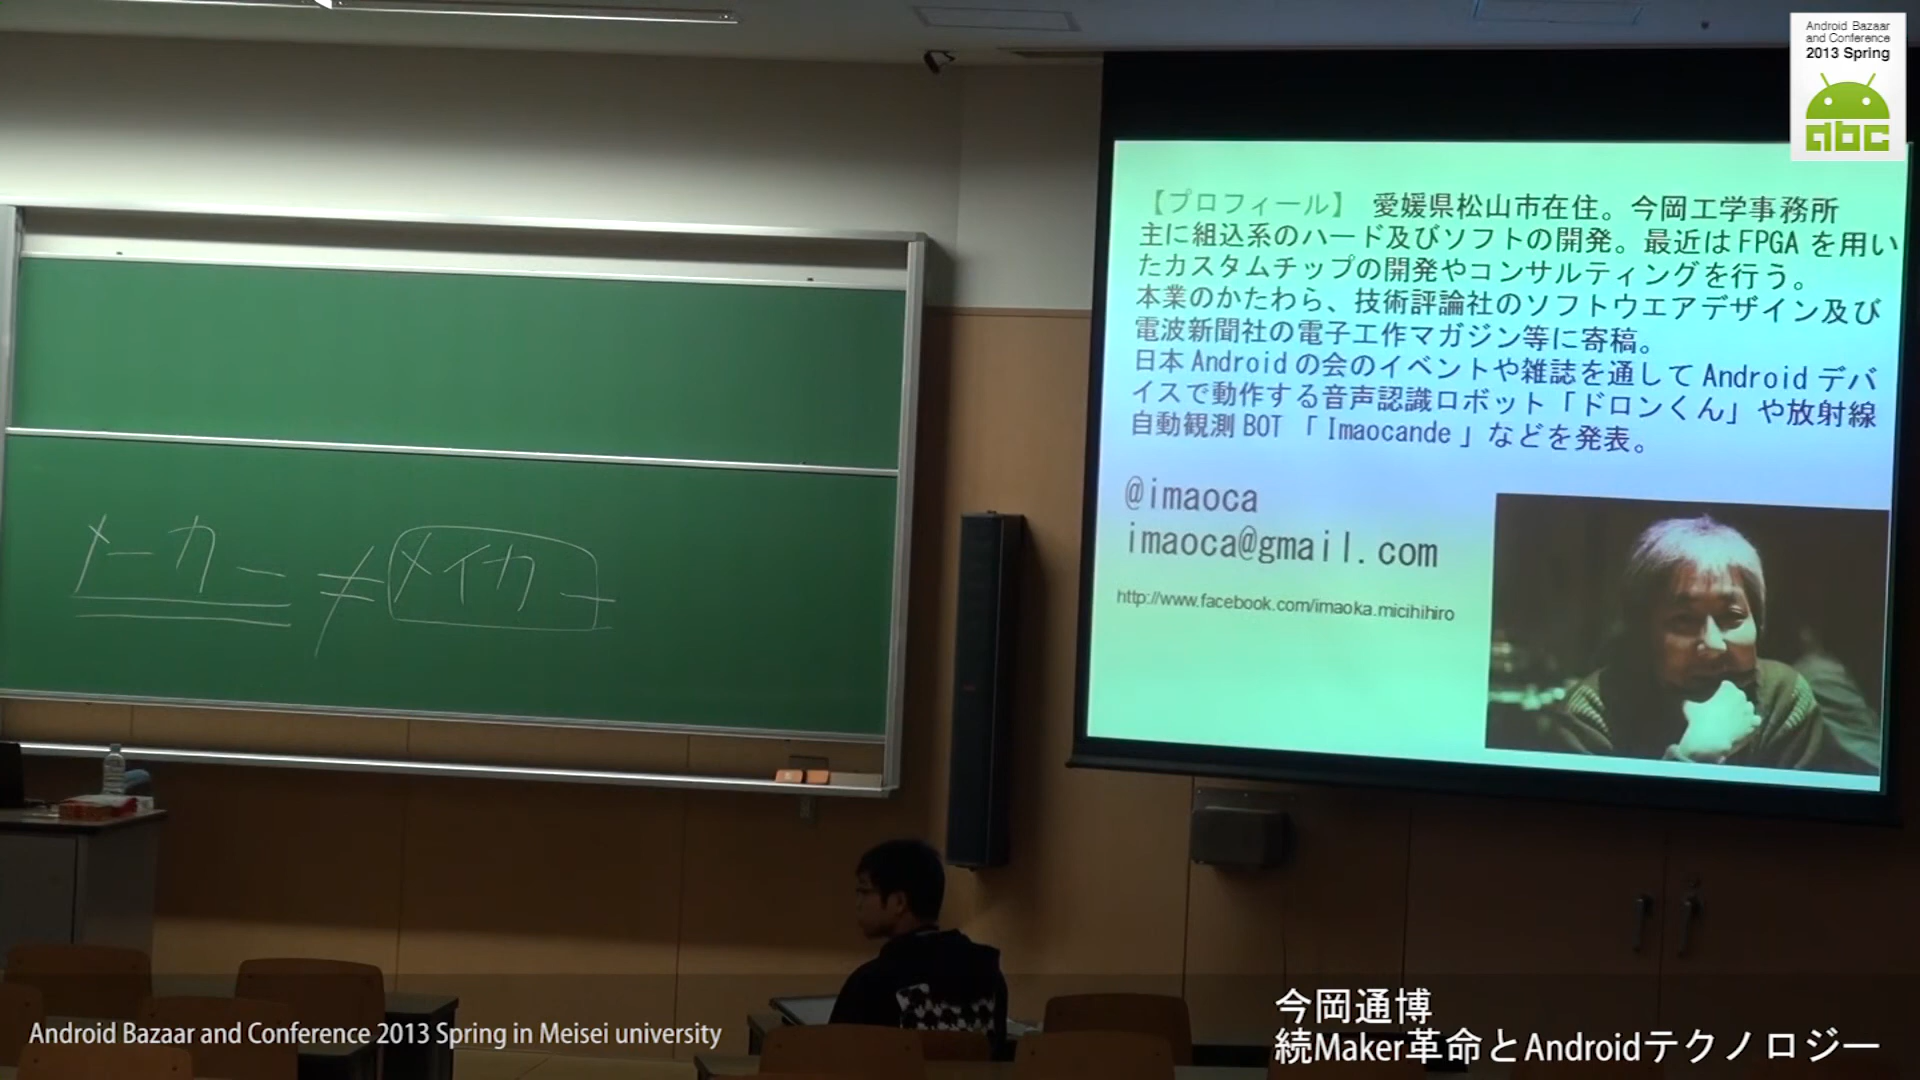 Android Bazaar
and Conference
2013 Spring
abc
【プロフィール】 愛媛県松山市在住。今岡工学事務所
主に組込系のハード及びソフトの開発。最近はFPGAを用い
たカスタムチップの開発やコンサルティングを行う。
本業のかたわら、技術評論社のソフトウエアデザイン及び
電波新聞社の電子工作マガジン等に寄稿。
日本Androidの会のイベントや雑誌を通してAndroidデバ
イスで動作する音声認識ロボット「ドロンくん」や放射線
自動観測BOT「Imaocande」などを発表。
@imaoca
imaoca@gmail.com
http://www.facebook.com/imaoka.micihihiro
メーカー ≠ メイカー
今岡通博
続Maker革命とAndroidテクノロジー
Android Bazaar and Conference 2013 Spring in Meisei university